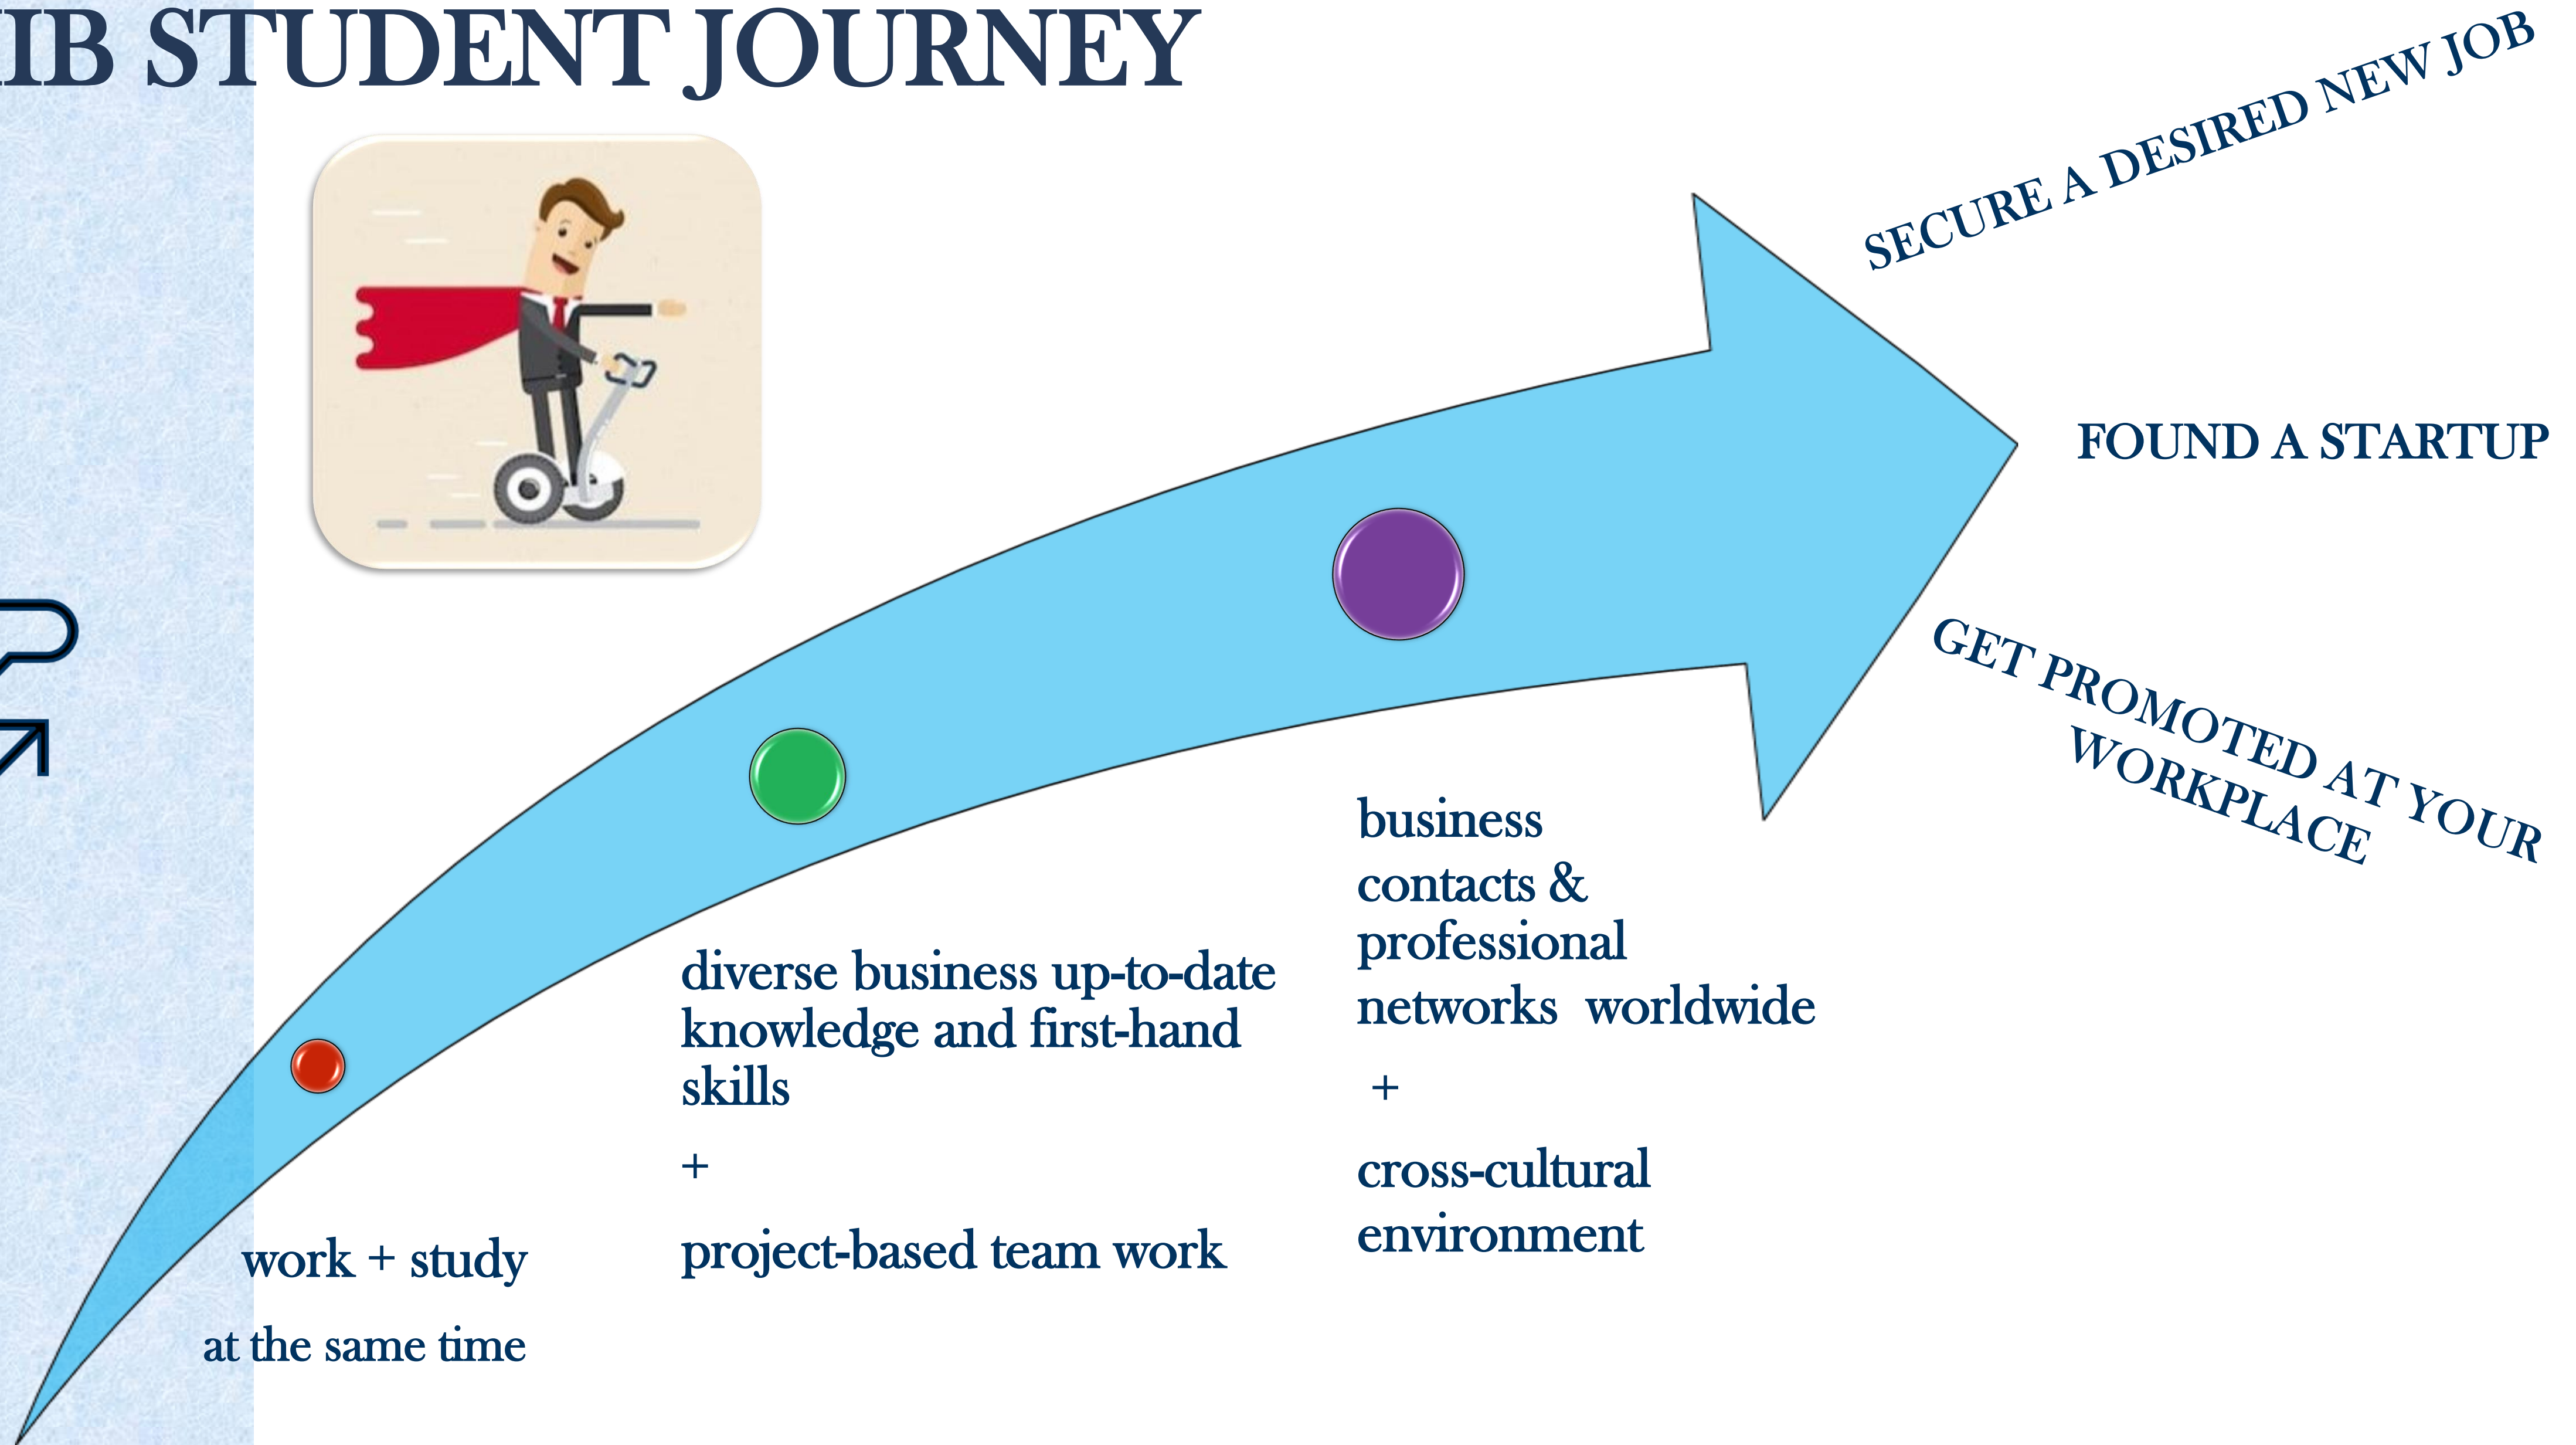 IB STUDENT JOURNEY
SECURE A DESIRED NEW JOB
FOUND A STARTUP
GET PROMOTED AT YOUR
WORKPLACE
business
contacts &
professional
networks worldwide
+
cross-cultural
environment
diverse business up-to-date
knowledge and first-hand
skills
+
project-based team work
work + study
at the same time